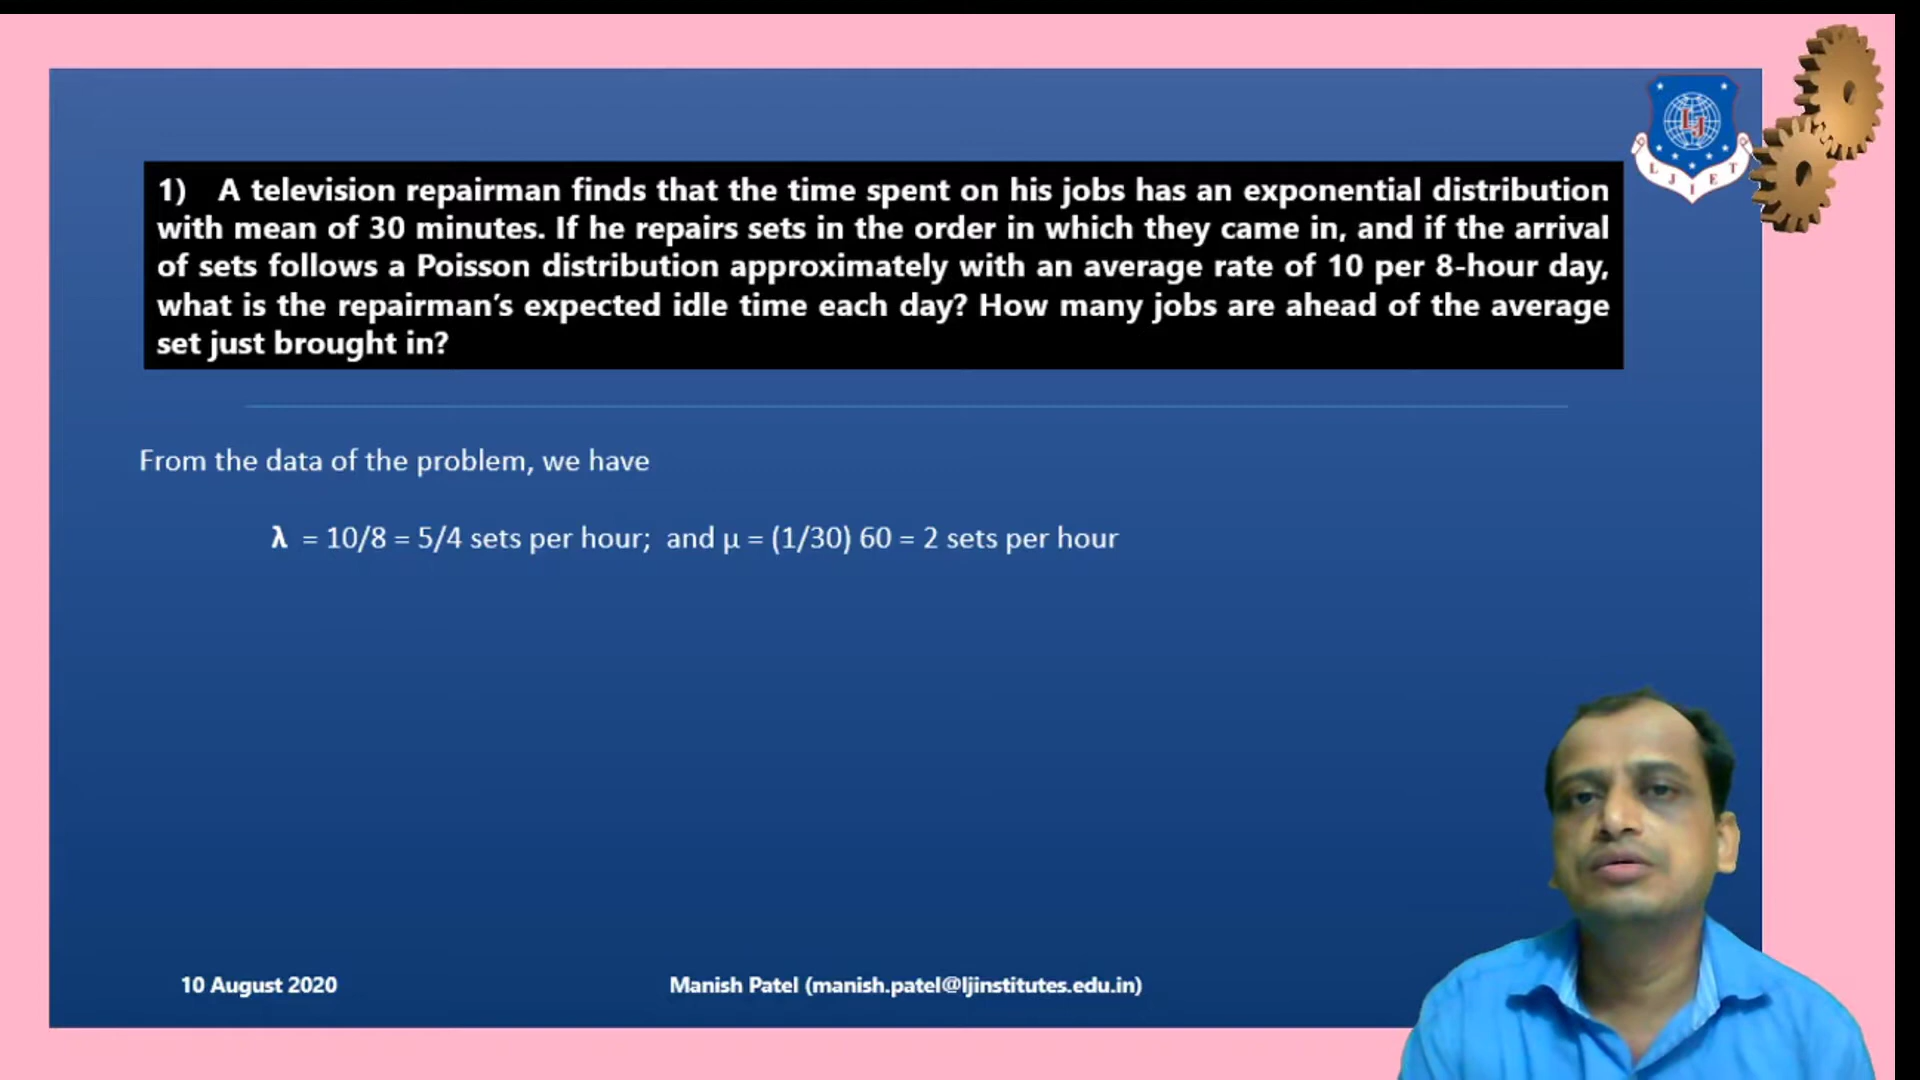 1) A television repairman finds that the time spent on his jobs has an exponential distribution
with mean of 30 minutes. If he repairs sets in the order in which they came in, and if the arrival
of sets follows a Poisson distribution approximately with an average rate of 10 per 8-hour day,
what is the repairman’s expected idle time each day? How many jobs are ahead of the average
set just brought in?
LJ
L J I E T
From the data of the problem, we have
λ = 10/8 = 5/4 sets per hour; and μ = (1/30) 60 = 2 sets per hour
10 August 2020
Manish Patel (manish.patel@ljinstitutes.edu.in)